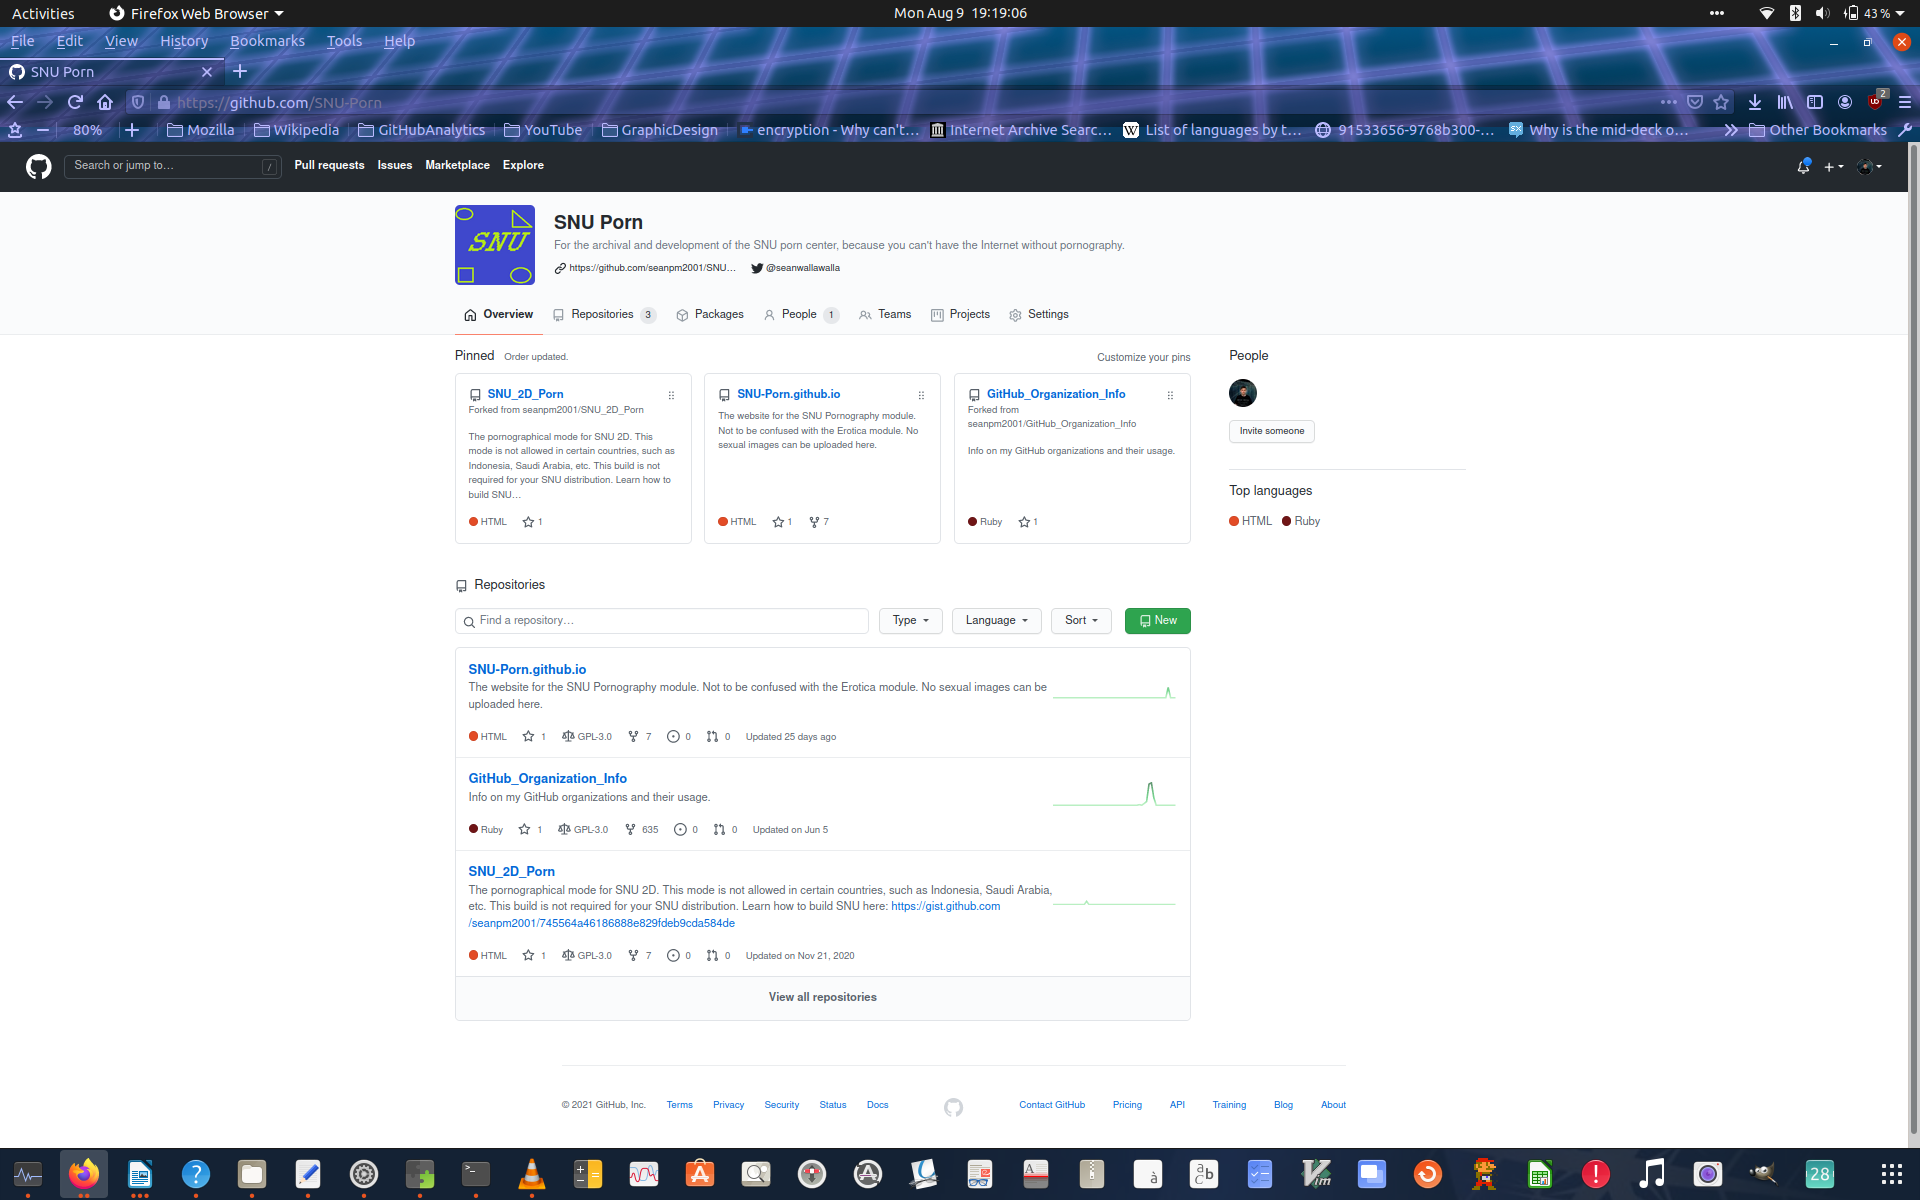 Activities
Firefox Web Browser
Mon Aug 9 19:19:06
43 %
File Edit View History Bookmarks Tools Help
SNU Porn
https://github.com/SNU-Porn
2
80%
Mozilla
Wikipedia
GitHubAnalytics
YouTube
GraphicDesign
encryption - Why can't…
Internet Archive Searc…
List of languages by t…
91533656-9768b300-…
Why is the mid-deck o…
Other Bookmarks
Search or jump to…
/
Pull requests Issues Marketplace Explore
SNU
SNU Porn
For the archival and development of the SNU porn center, because you can't have the Internet without pornography.
https://github.com/seanpm2001/SNU…
@seanwallawalla
Overview
Repositories 3
Packages
People 1
Teams
Projects
Settings
Pinned Order updated.
Customize your pins
SNU_2D_Porn
Forked from seanpm2001/SNU_2D_Porn
The pornographical mode for SNU 2D. This
mode is not allowed in certain countries, such as
Indonesia, Saudi Arabia, etc. This build is not
required for your SNU distribution. Learn how to
build SNU…
HTML 1
SNU-Porn.github.io
The website for the SNU Pornography module.
Not to be confused with the Erotica module. No
sexual images can be uploaded here.
HTML 1 7
GitHub_Organization_Info
Forked from
seanpm2001/GitHub_Organization_Info
Info on my GitHub organizations and their usage.
Ruby 1
People
Invite someone
Top languages
HTML Ruby
Repositories
Find a repository…
Type
Language
Sort
New
SNU-Porn.github.io
The website for the SNU Pornography module. Not to be confused with the Erotica module. No sexual images can be
uploaded here.
HTML 1 GPL-3.0 7 0 0 Updated 25 days ago
GitHub_Organization_Info
Info on my GitHub organizations and their usage.
Ruby 1 GPL-3.0 635 0 0 Updated on Jun 5
SNU_2D_Porn
The pornographical mode for SNU 2D. This mode is not allowed in certain countries, such as Indonesia, Saudi Arabia,
etc. This build is not required for your SNU distribution. Learn how to build SNU here: https://gist.github.com
/seanpm2001/745564a46186888e829fdeb9cda584de
HTML 1 GPL-3.0 7 0 0 Updated on Nov 21, 2020
View all repositories
© 2021 GitHub, Inc. Terms Privacy Security Status Docs
Contact GitHub Pricing API Training Blog About
28